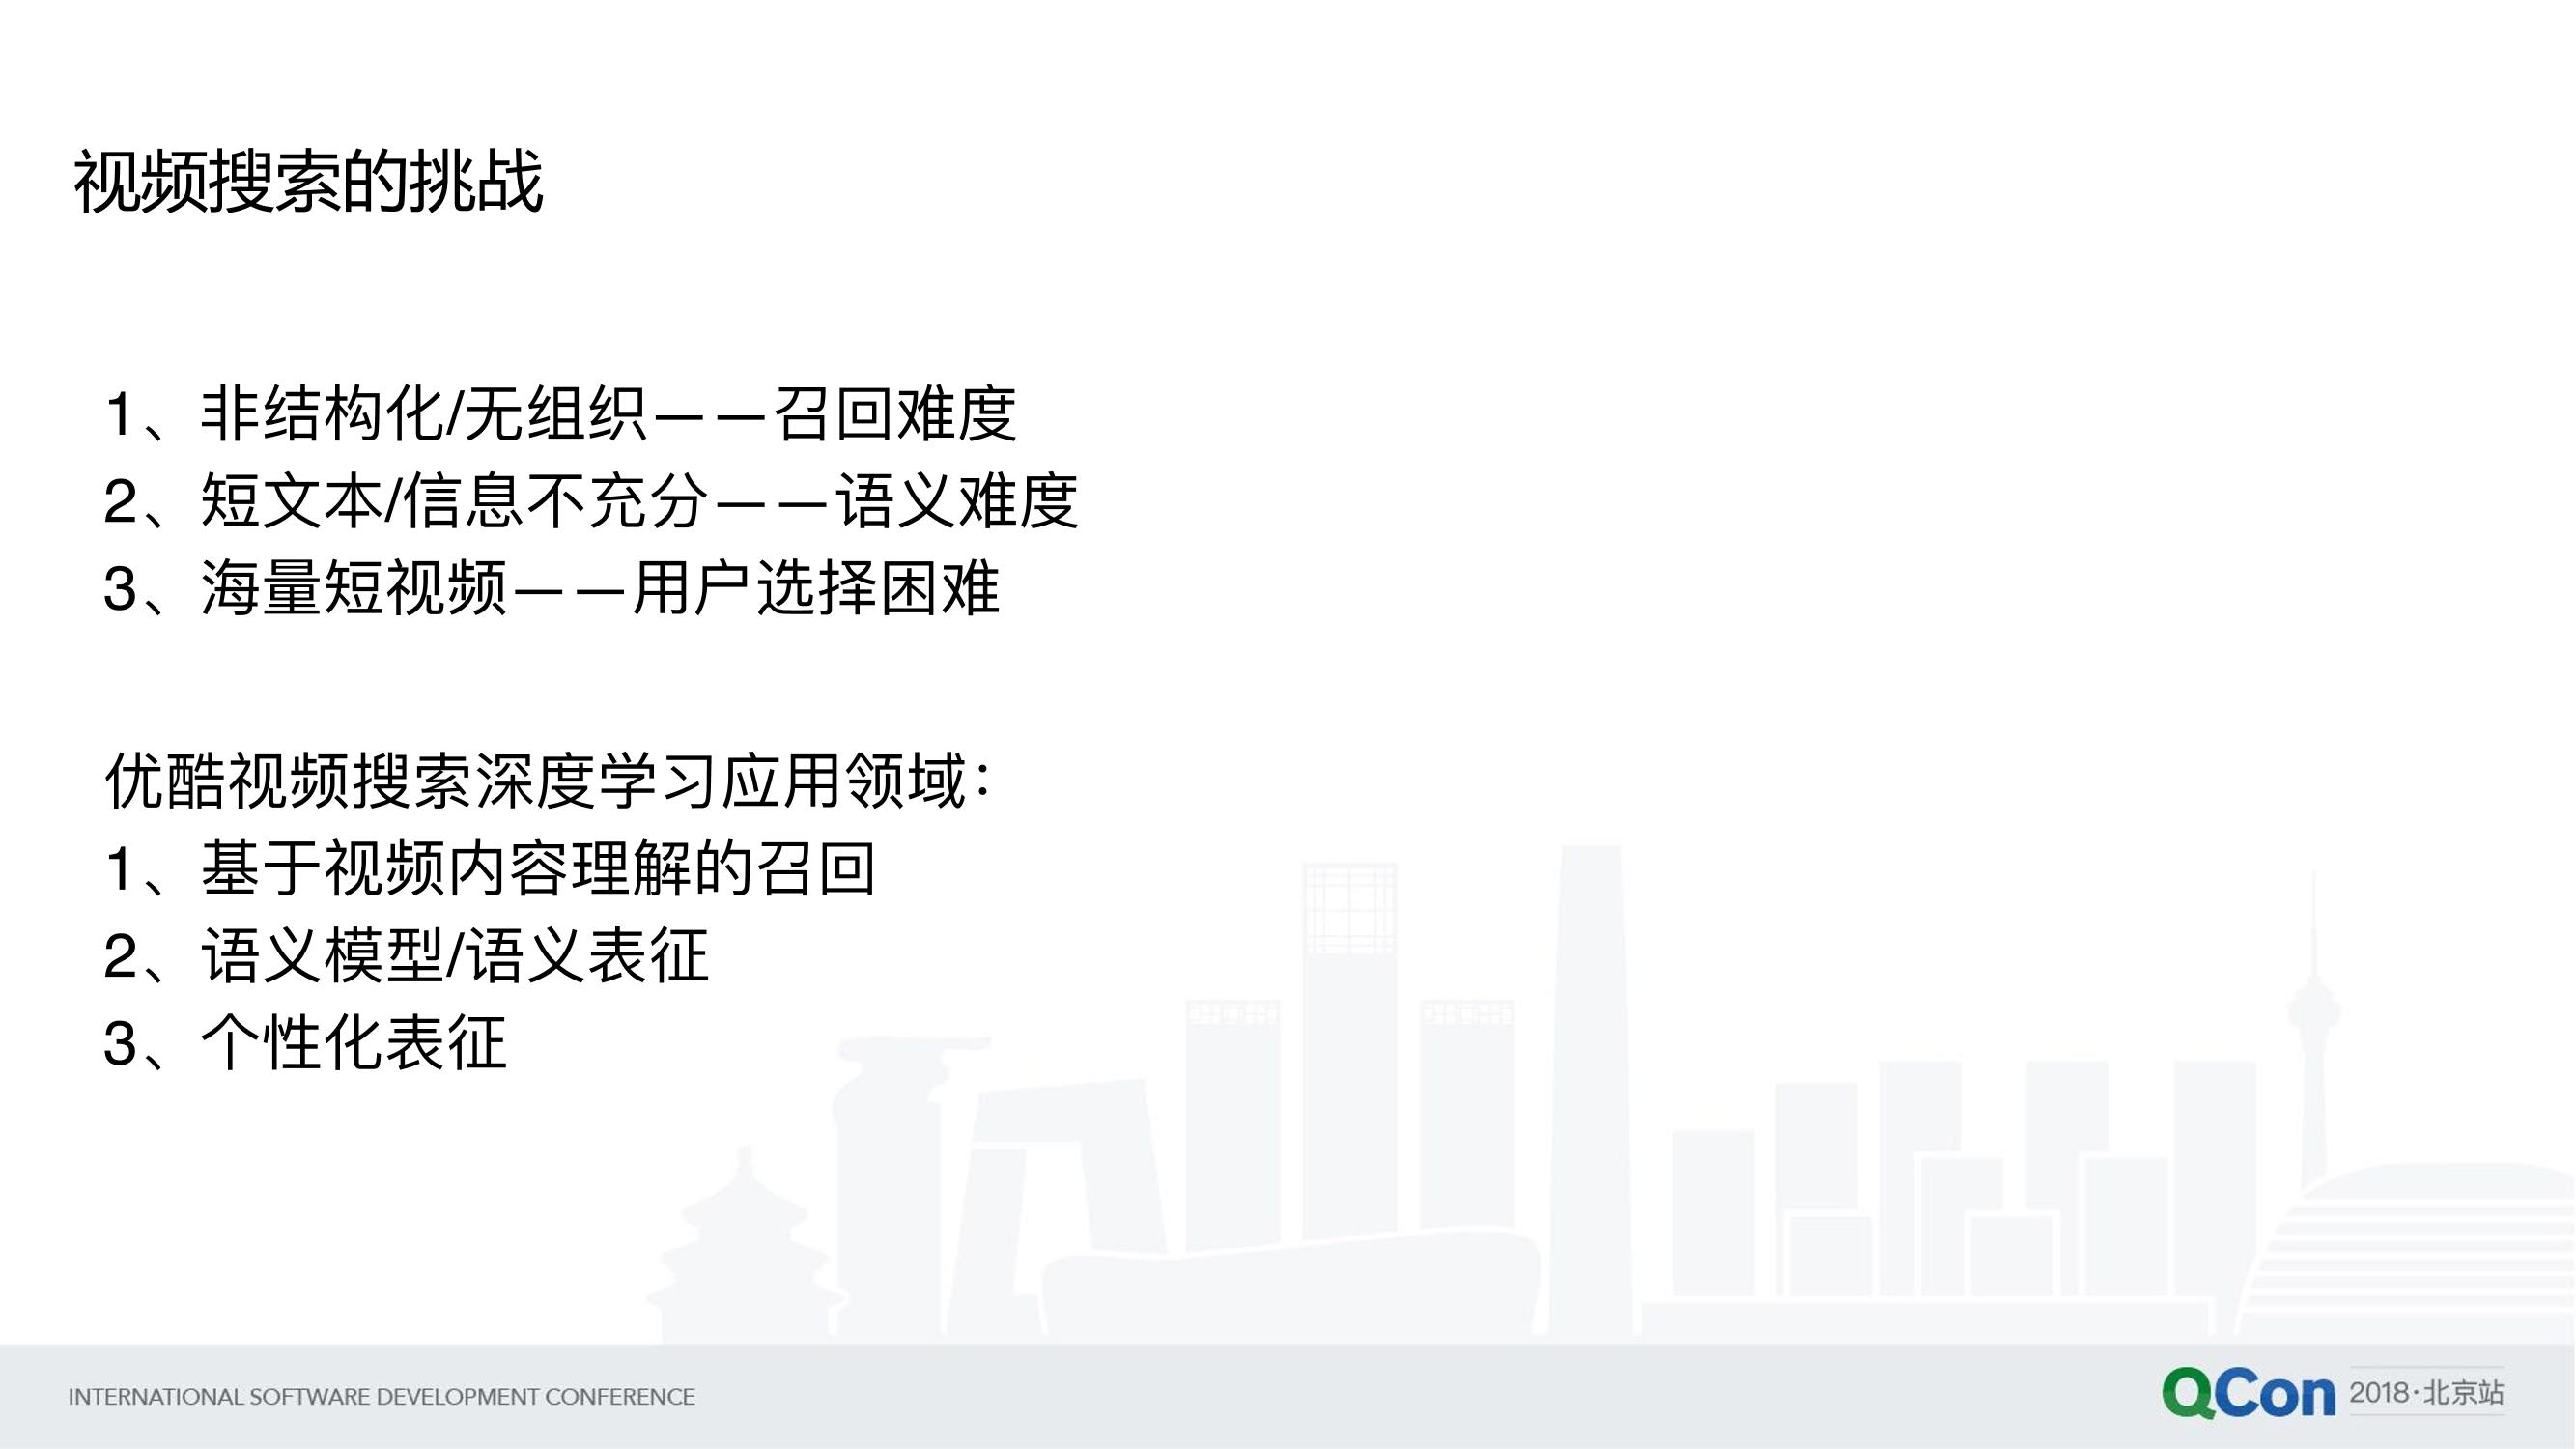 视频搜索的挑战
1、非结构化/无组织——召回难度
2、短文本/信息不充分——语义难度
3、海量短视频——用户选择困难
优酷视频搜索深度学习应用领域：
1、基于视频内容理解的召回
2、语义模型/语义表征
3、个性化表征
INTERNATIONAL SOFTWARE DEVELOPMENT CONFERENCE
QCon 2018·北京站